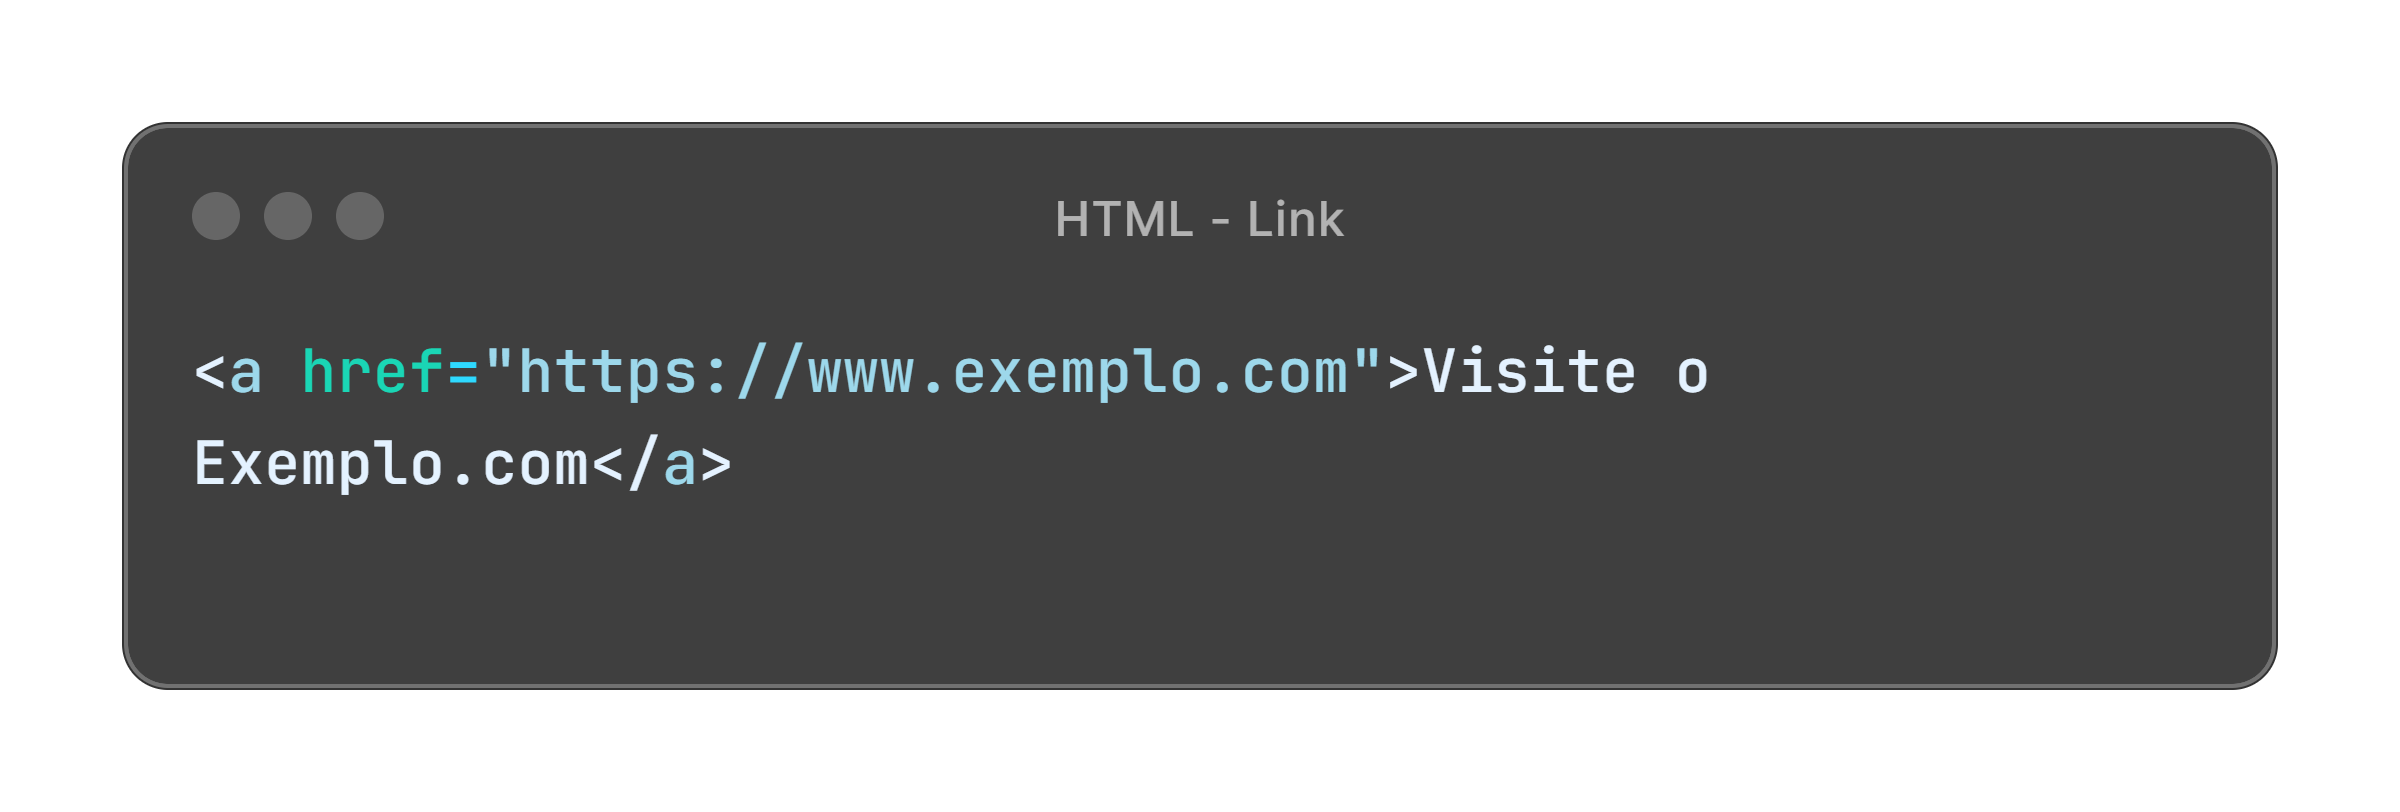 HTML - Link
<a href="https://www.exemplo.com">Visite o
Exemplo.com</a>